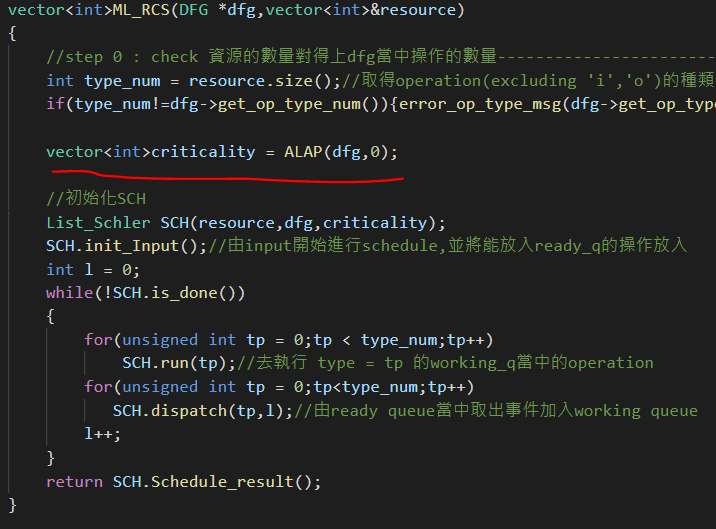 vector<int>ML_RCS(DFG *dfg,vector<int>&resource)
{
//step 0 : check 資源的數量對得上dfg當中操作的數量------------------------
int type_num = resource.size();//取得operation(excluding 'i','o')的種類
if(type_num!=dfg->get_op_type_num()){error_op_type_msg(dfg->get_op_type
vector<int>criticality = ALAP(dfg,0);
//初始化SCH
List_Schler SCH(resource,dfg,criticality);
SCH.init_Input();//由input開始進行schedule,並將能放入ready_q的操作放入
int l = 0;
while(!SCH.is_done())
{
for(unsigned int tp = 0;tp < type_num;tp++)
SCH.run(tp);//去執行 type = tp 的working_q當中的operation
for(unsigned int tp = 0;tp<type_num;tp++)
SCH.dispatch(tp,l);//由ready queue當中取出事件加入working queue
l++;
}
return SCH.Schedule_result();
}